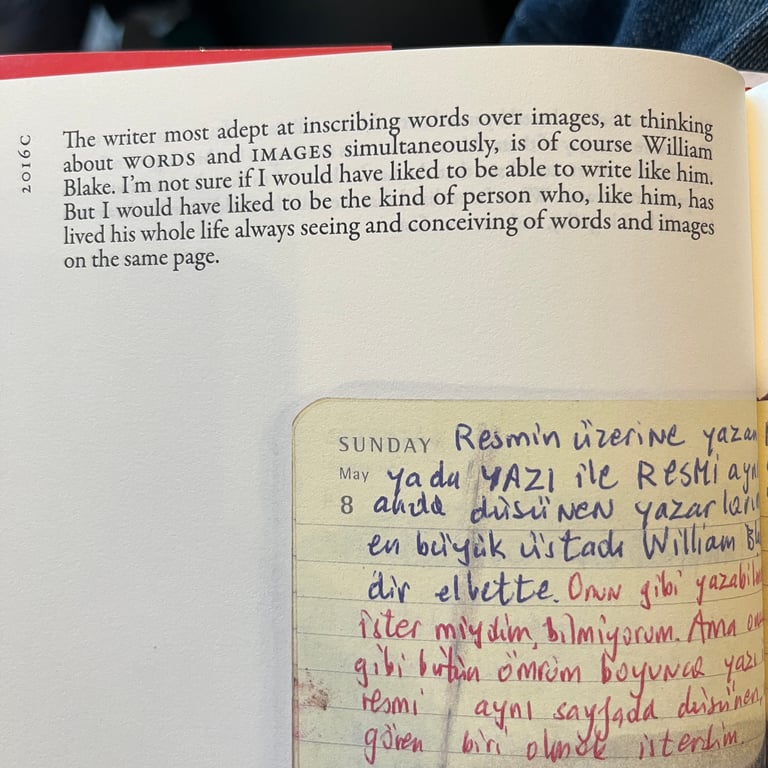 2016C
The writer most adept at inscribing words over images, at thinking
about WORDS and IMAGES simultaneously, is of course William
Blake. I'm not sure if I would have liked to be able to write like him.
But I would have liked to be the kind of person who, like him, has
lived his whole life always seeing and conceiving of words and images
on the same page.
SUNDAY Resmin üzerine yazan
May yada YAZI ile RESMİ ayn
8 anda düşünen yazarların
en büyük üstadı William Bl
dir elbette. Onun gibi yazabil
ister miydim, bilmiyorum. Ama on
gibi bütün ömrüm boyunca yazı
resmi aynı sayfada düşünen,
gören biri olmak isterdim.